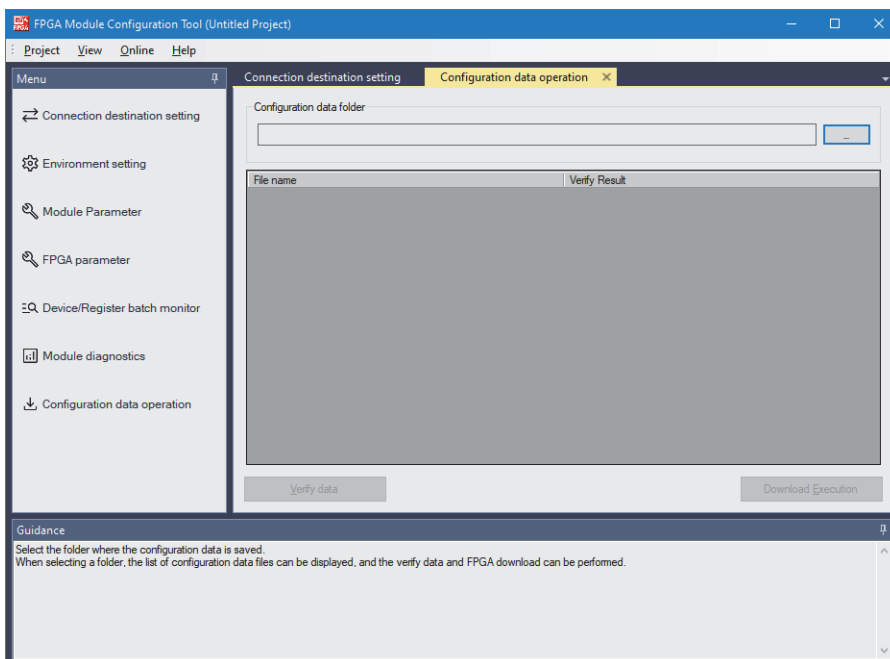 FPGA Module Configuration Tool (Untitled Project)
Project View Online Help
Menu
Connection destination setting
Environment setting
Module Parameter
FPGA parameter
Device/Register batch monitor
Module diagnostics
Configuration data operation
Connection destination setting Configuration data operation
Configuration data folder
...
File name Verify Result
Verify data Download Execution
Guidance
Select the folder where the configuration data is saved.
When selecting a folder, the list of configuration data files can be displayed, and the verify data and FPGA download can be performed.